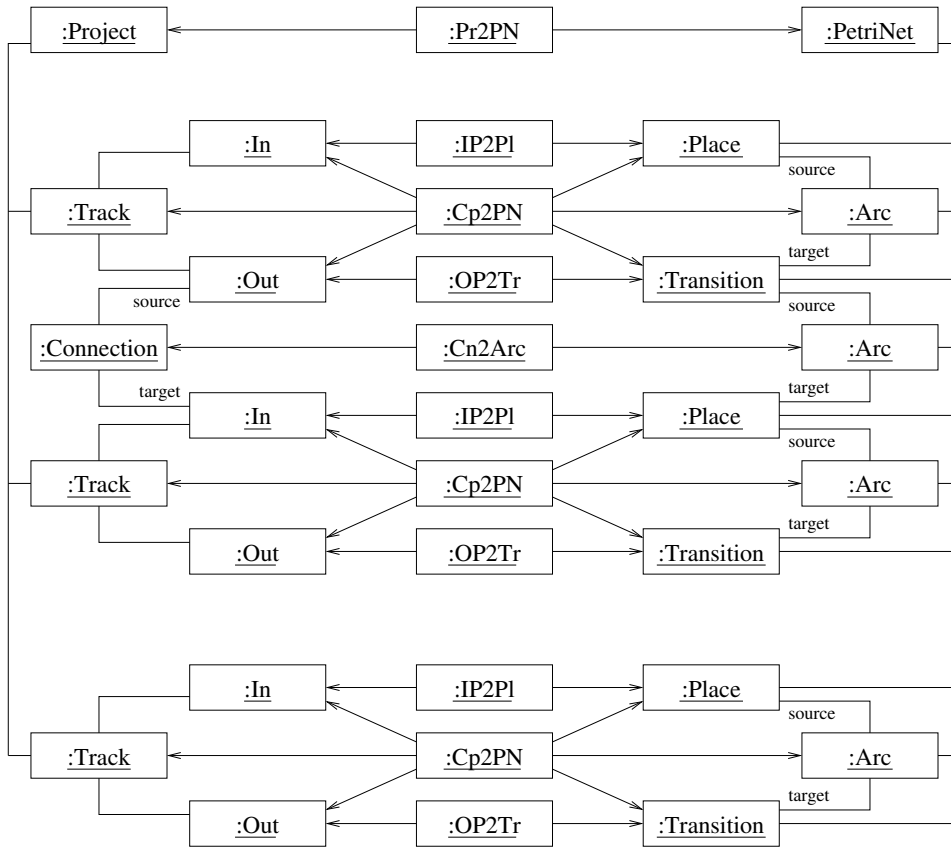 :Project :Pr2PN :PetriNet
:In :IP2Pl :Place
source
:Track :Cp2PN :Arc
target
:Out :OP2Tr :Transition
source source
:Connection :Cn2Arc :Arc
target target
:In :IP2Pl :Place
source
:Track :Cp2PN :Arc
target
:Out :OP2Tr :Transition
:In :IP2Pl :Place
source
:Track :Cp2PN :Arc
target
:Out :OP2Tr :Transition